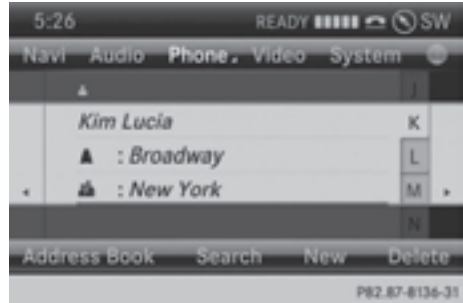 5:26 READY SW
Navi Audio Phone. Video System
J
Kim Lucia K
: Broadway L
: New York M
N
Address Book Search New Delete
P82.87-8136-31